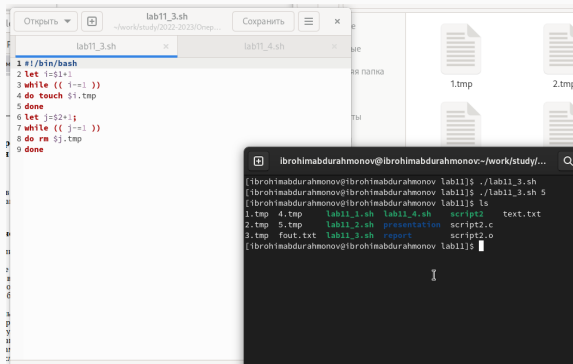 Открыть
lab11_3.sh
~/work/study/2022-2023/Опер...
Сохранить
lab11_3.sh
lab11_4.sh
1 #!/bin/bash
2 let i=$1+1
3 while (( i-=1 ))
4 do touch $i.tmp
5 done
6 let j=$2+1;
7 while (( j-=1 ))
8 do rm $j.tmp
9 done
1.tmp
2.tmp
ibrohimabdurahmonov@ibrohimabdurahmonov:~/work/study/...
[ibrohimabdurahmonov@ibrohimabdurahmonov lab11]$ ./lab11_3.sh
[ibrohimabdurahmonov@ibrohimabdurahmonov lab11]$ ./lab11_3.sh 5
[ibrohimabdurahmonov@ibrohimabdurahmonov lab11]$ ls
1.tmp 4.tmp lab11_1.sh lab11_4.sh script2 text.txt
2.tmp 5.tmp lab11_2.sh presentation script2.c
3.tmp fout.txt lab11_3.sh report script2.o
[ibrohimabdurahmonov@ibrohimabdurahmonov lab11]$